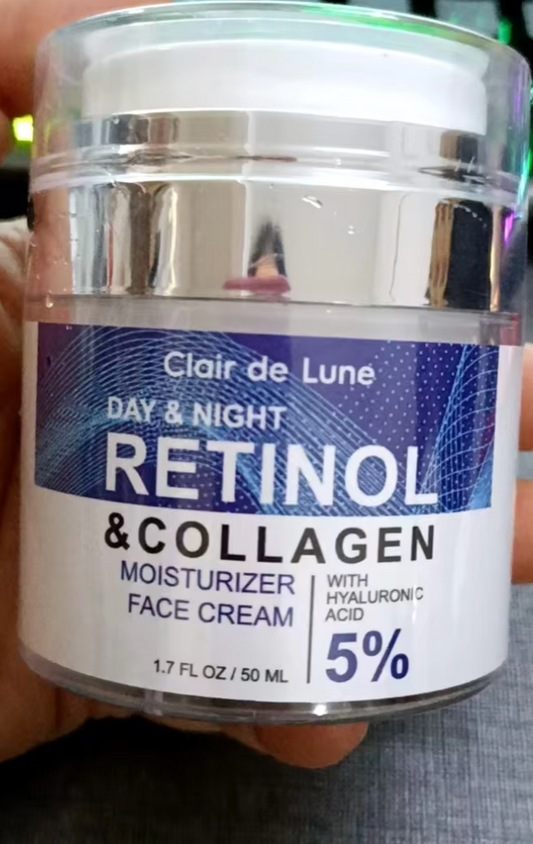 Clair de Lune
DAY & NIGHT
RETINOL
&COLLAGEN
MOISTURIZER
FACE CREAM
1.7 FL OZ / 50 ML
WITH
HYALURONIC
ACID
5%